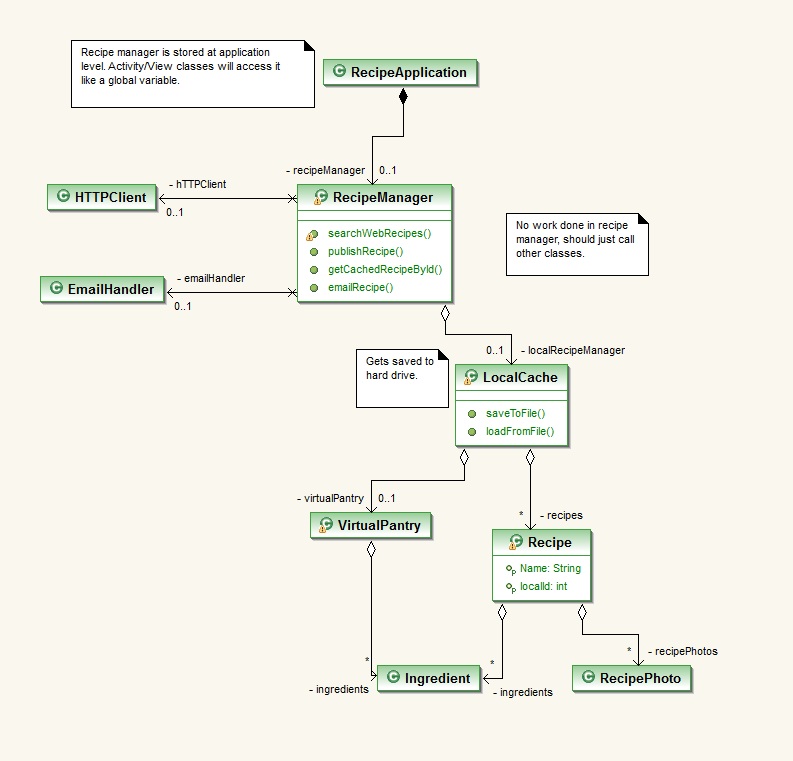 Recipe manager is stored at application
level. Activity/View classes will access it
like a global variable.
RecipeApplication
- recipeManager
0..1
HTTPClient
- hTTPClient
0..1
RecipeManager
searchWebRecipes()
publishRecipe()
getCachedRecipeById()
emailRecipe()
No work done in recipe
manager, should just call
other classes.
EmailHandler
- emailHandler
0..1
0..1
- localRecipeManager
Gets saved to
hard drive.
LocalCache
saveToFile()
loadFromFile()
- virtualPantry
0..1
* - recipes
VirtualPantry
Recipe
Name: String
localId: int
*
- ingredients
Ingredient
*
- ingredients
* - recipePhotos
RecipePhoto